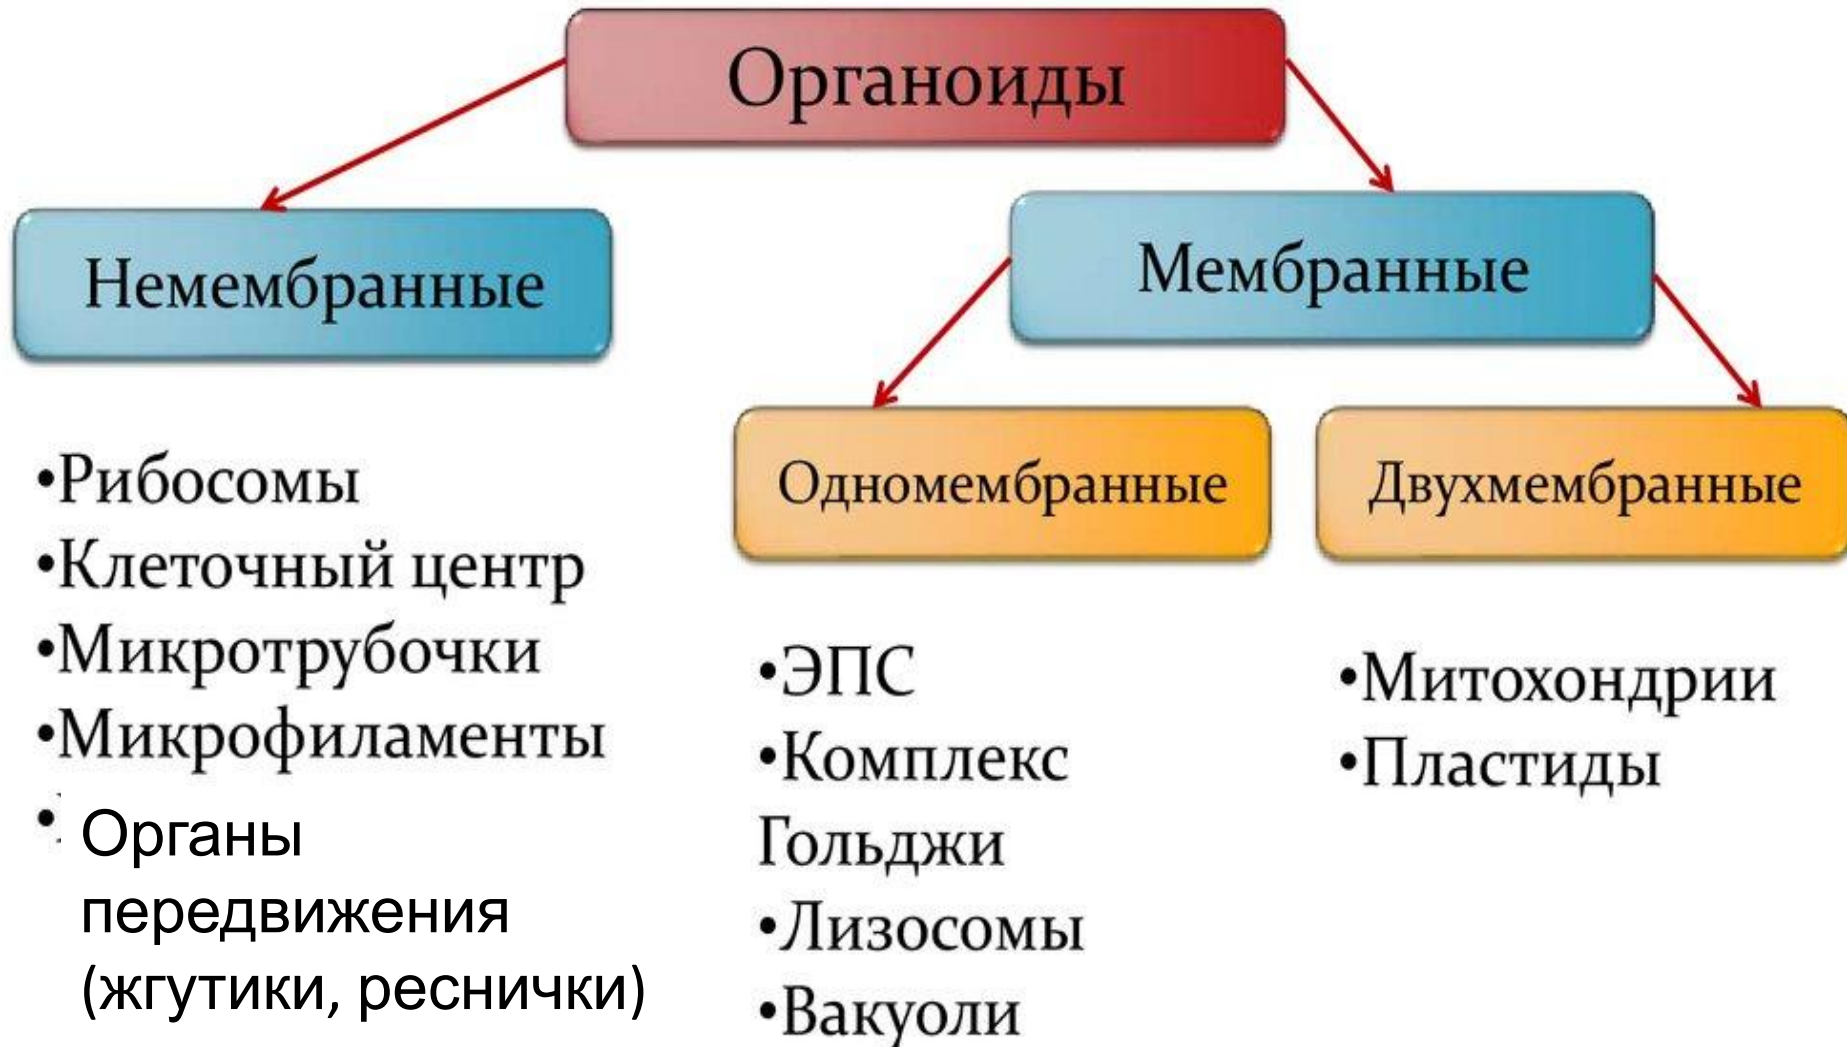 Органоиды
Немембранные
Мембранные
•Рибосомы
•Клеточный центр
•Микротрубочки
•Микрофиламенты
• Органы
передвижения
(жгутики, реснички)
Одномембранные
•ЭПС
•Комплекс
Гольджи
•Лизосомы
•Вакуоли
Двухмембранные
•Митохондрии
•Пластиды